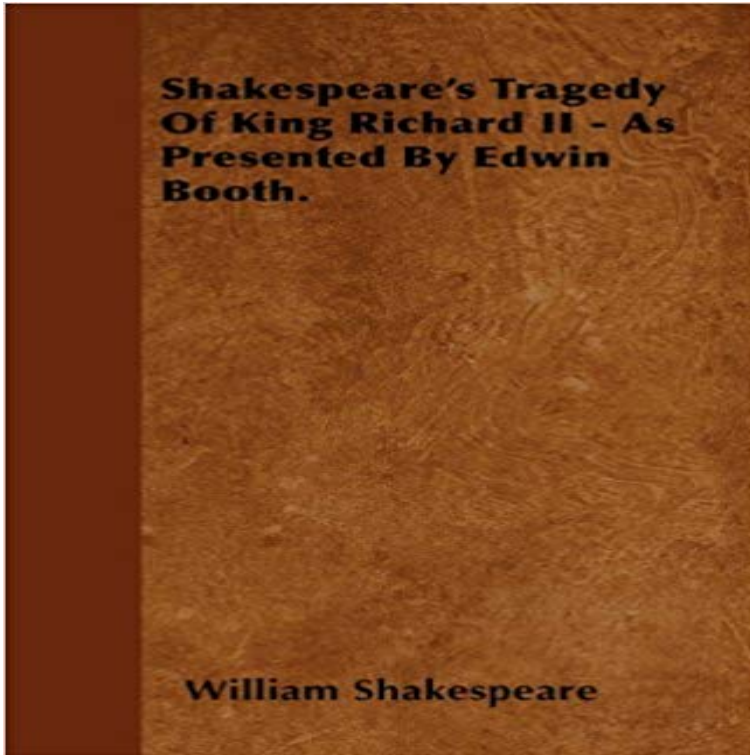 Shakespeare's Tragedy
Of King Richard II - As
Presented By Edwin
Booth.
William Shakespeare